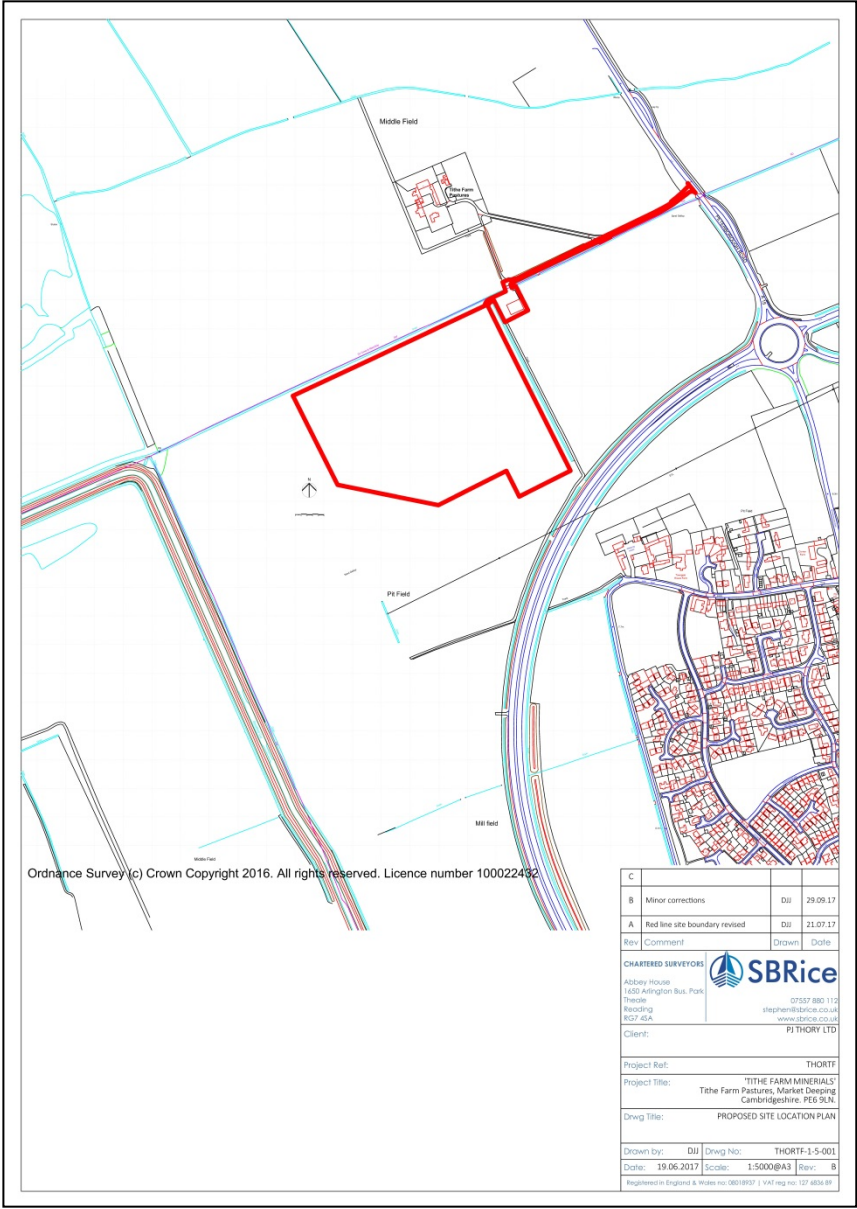 Middle Field
Tithe Farm
Pastures
N
Pit Field
Pit Field
Mill field
Middle Field
Ordnance Survey (c) Crown Copyright 2016. All rights reserved. Licence number 100022432
C
B Minor corrections DJJ 29.09.17
A Red line site boundary revised DJJ 21.07.17
Rev Comment Drawn Date
CHARTERED SURVEYORS
Abbey House
1650 Arlington Bus. Park
Theale
Reading
RG7 4SA
SBRice
07557 880 112
stephen@sbrice.co.uk
www.sbrice.co.uk
Client: PJ THORY LTD
Project Ref: THORTF
Project Title: 'TITHE FARM MINERIALS'
Tithe Farm Pastures, Market Deeping
Cambridgeshire. PE6 9LN.
Drwg Title: PROPOSED SITE LOCATION PLAN
Drawn by: DJJ Drwg No: THORTF-1-5-001
Date: 19.06.2017 Scale: 1:5000@A3 Rev: B
Registered in England & Wales no: 08018937 | VAT reg no: 127 6836 89